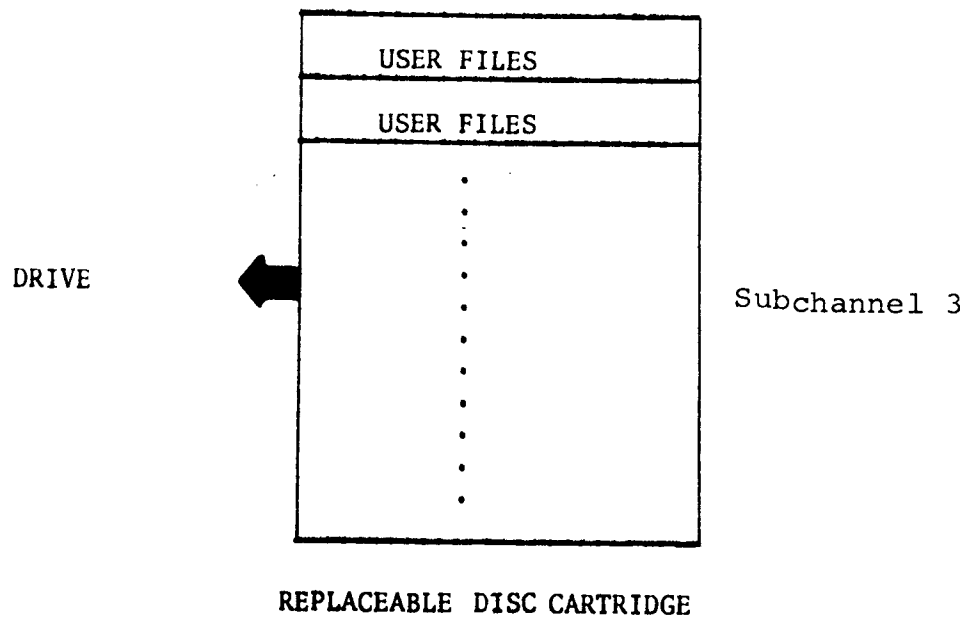 USER FILES
USER FILES
DRIVE
Subchannel 3
REPLACEABLE DISC CARTRIDGE